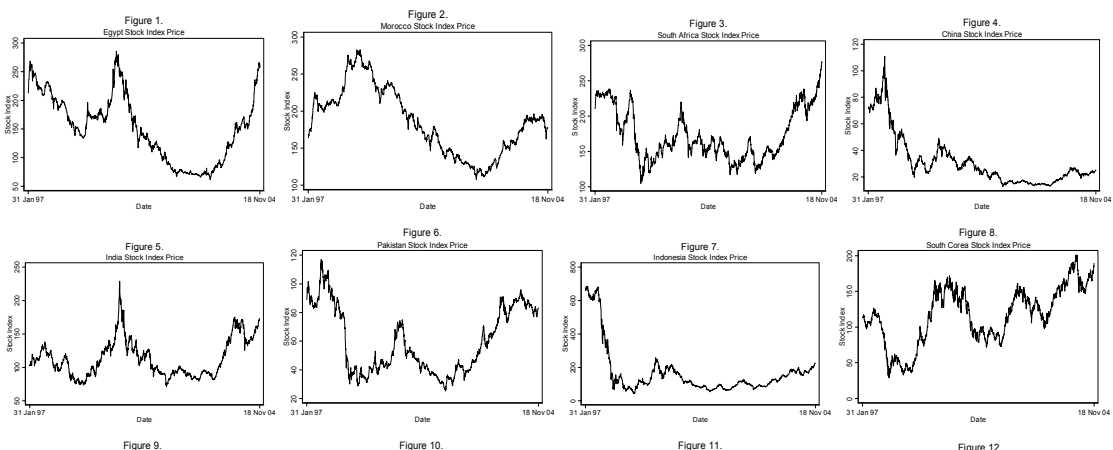 Figure 1.
Egypt Stock Index Price
Stock Index
50 100 150 200 250 300
31 Jan 97
18 Nov 04
Date
Figure 2.
Morocco Stock Index Price
Stock Index
100 150 200 250 300
31 Jan 97
18 Nov 04
Date
Figure 3.
South Africa Stock Index Price
Stock Index
100 150 200 250 300
31 Jan 97
18 Nov 04
Date
Figure 4.
China Stock Index Price
Stock Index
20 40 60 80 100 120
31 Jan 97
18 Nov 04
Date
Figure 5.
India Stock Index Price
Stock Index
50 100 150 200 250
31 Jan 97
18 Nov 04
Date
Figure 6.
Pakistan Stock Index Price
Stock Index
20 40 60 80 100 120
31 Jan 97
18 Nov 04
Date
Figure 7.
Indonesia Stock Index Price
Stock Index
0 200 400 600 800
31 Jan 97
18 Nov 04
Date
Figure 8.
South Corea Stock Index Price
Stock Index
0 50 100 150 200
31 Jan 97
18 Nov 04
Date
Figure 9.
Figure 10.
Figure 11.
Figure 12.